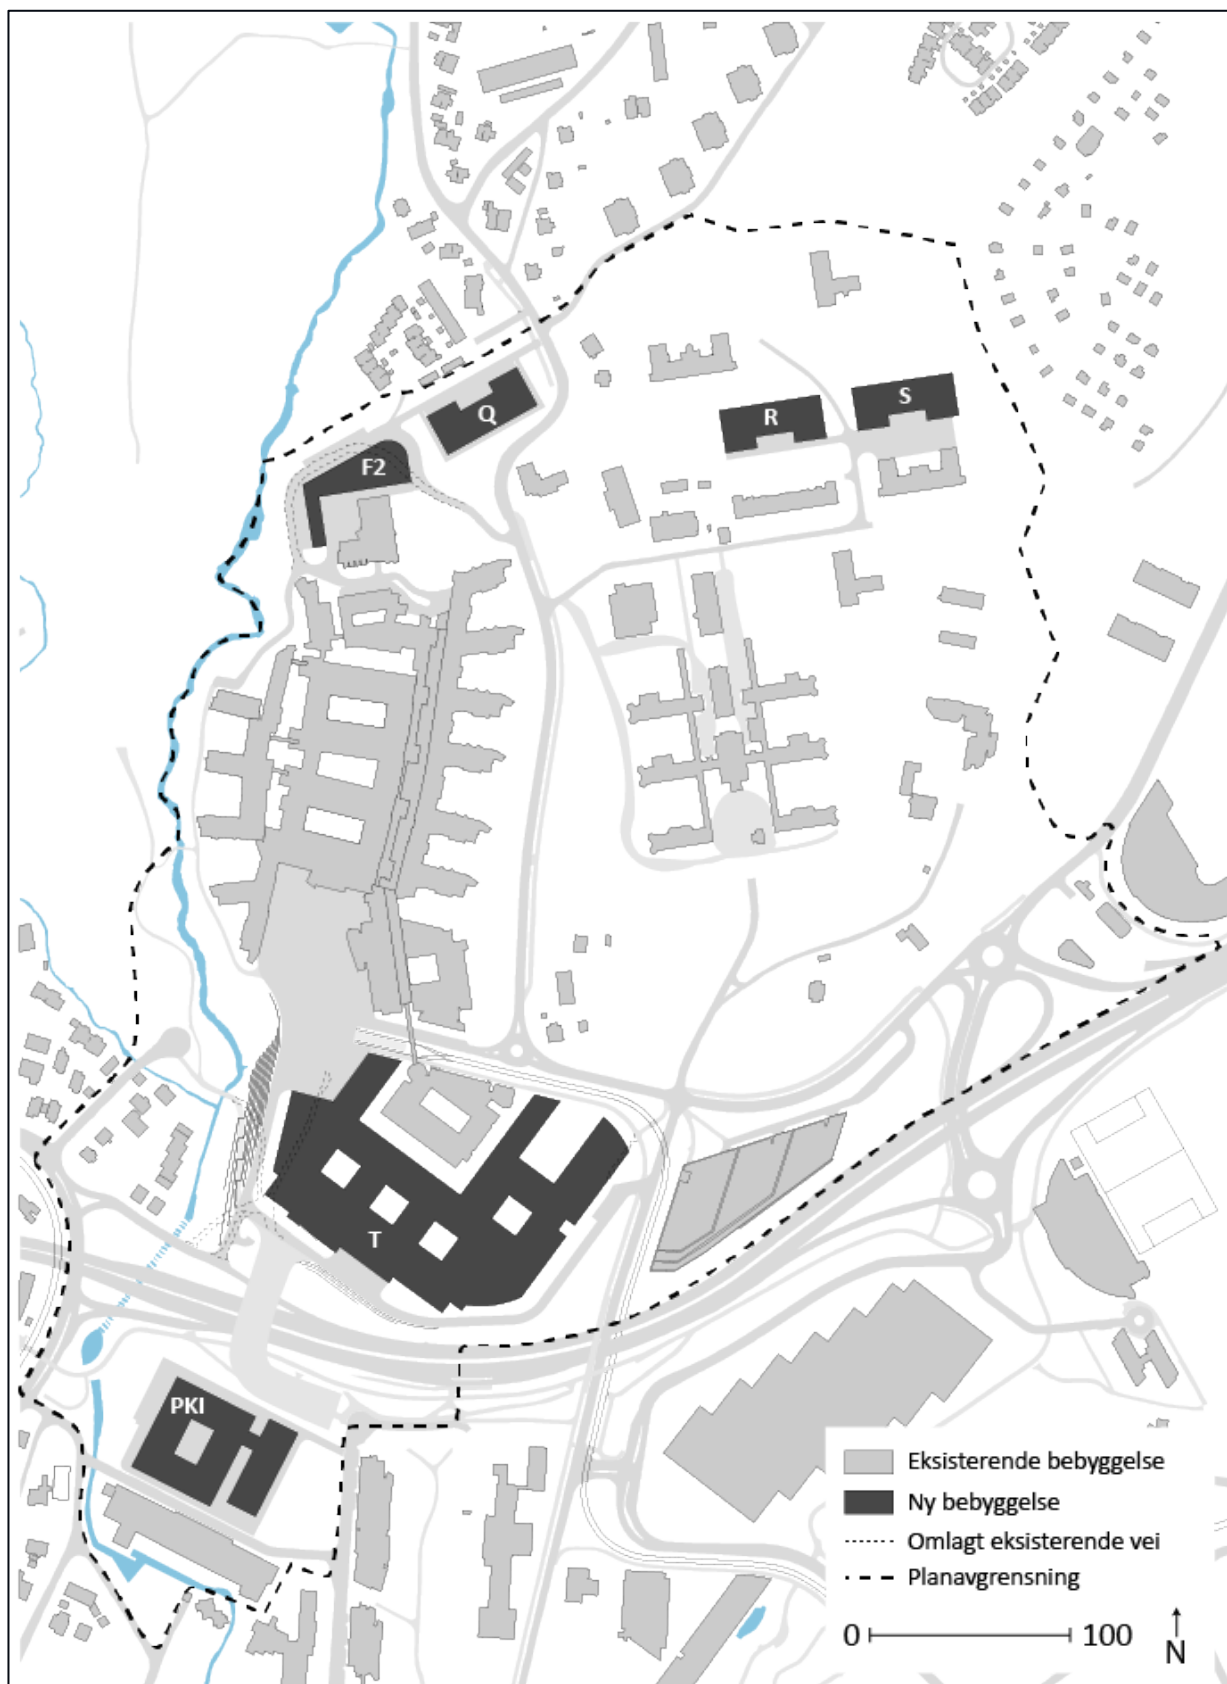 Q
R
S
F2
T
PKI
Eksisterende bebyggelse
Ny bebyggelse
Omlagt eksisterende vei
Planavgrensning
0 100
N